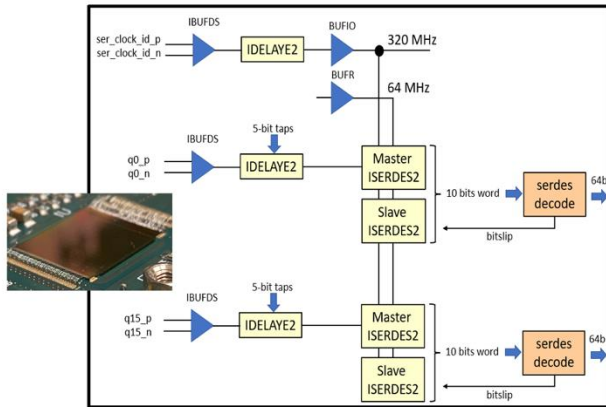 IBUFDS
BUFIO
ser_clock_id_p
ser_clock_id_n
IDELAYE2
320 MHz
BUFR
64 MHz
IBUFDS
5-bit taps
q0_p
q0_n
IDELAYE2
Master
ISERDES2
Slave
ISERDES2
10 bits word
serdes
decode
64b
bitslip
IBUFDS
5-bit taps
q15_p
q15_n
IDELAYE2
Master
ISERDES2
Slave
ISERDES2
10 bits word
serdes
decode
64b
bitslip